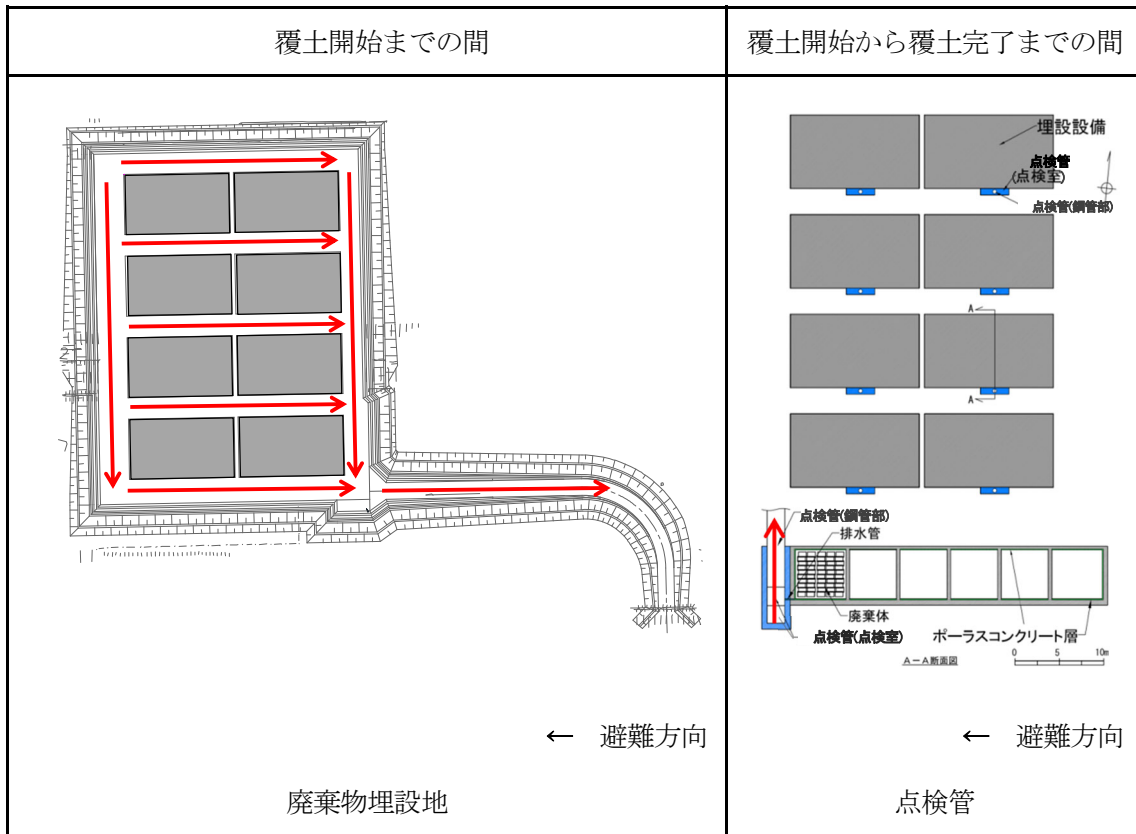 覆土開始までの間
覆土開始から覆土完了までの間
埋設設備
点検管
(点検室)
点検管(鋼管部)
A
A
点検管(鋼管部)
排水管
廃棄体
点検管(点検室)
ポーラスコンクリート層
A-A断面図
0 5 10m
← 避難方向
廃棄物埋設地
← 避難方向
点検管